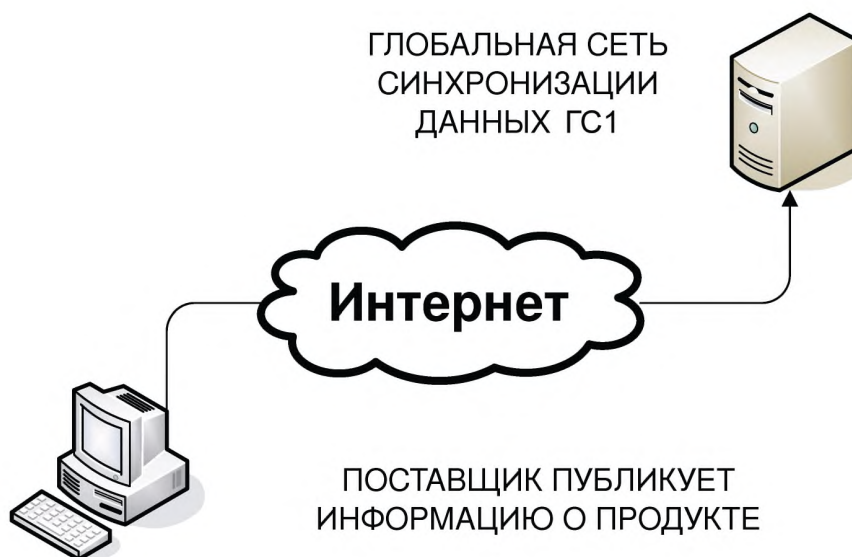 ГЛОБАЛЬНАЯ СЕТЬ
СИНХРОНИЗАЦИИ
ДАННЫХ ГС1
Интернет
ПОСТАВЩИК ПУБЛИКУЕТ
ИНФОРМАЦИЮ О ПРОДУКТЕ